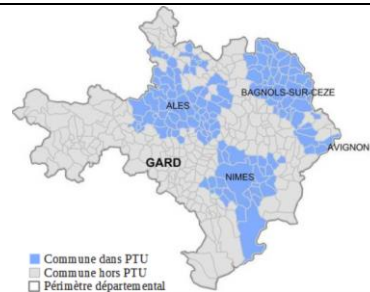 BAGNOLS-SUR-CEZE
ALES
AVIGNON
GARD
NIMES
Commune dans PTU
Commune hors PTU
Périmètre départemental